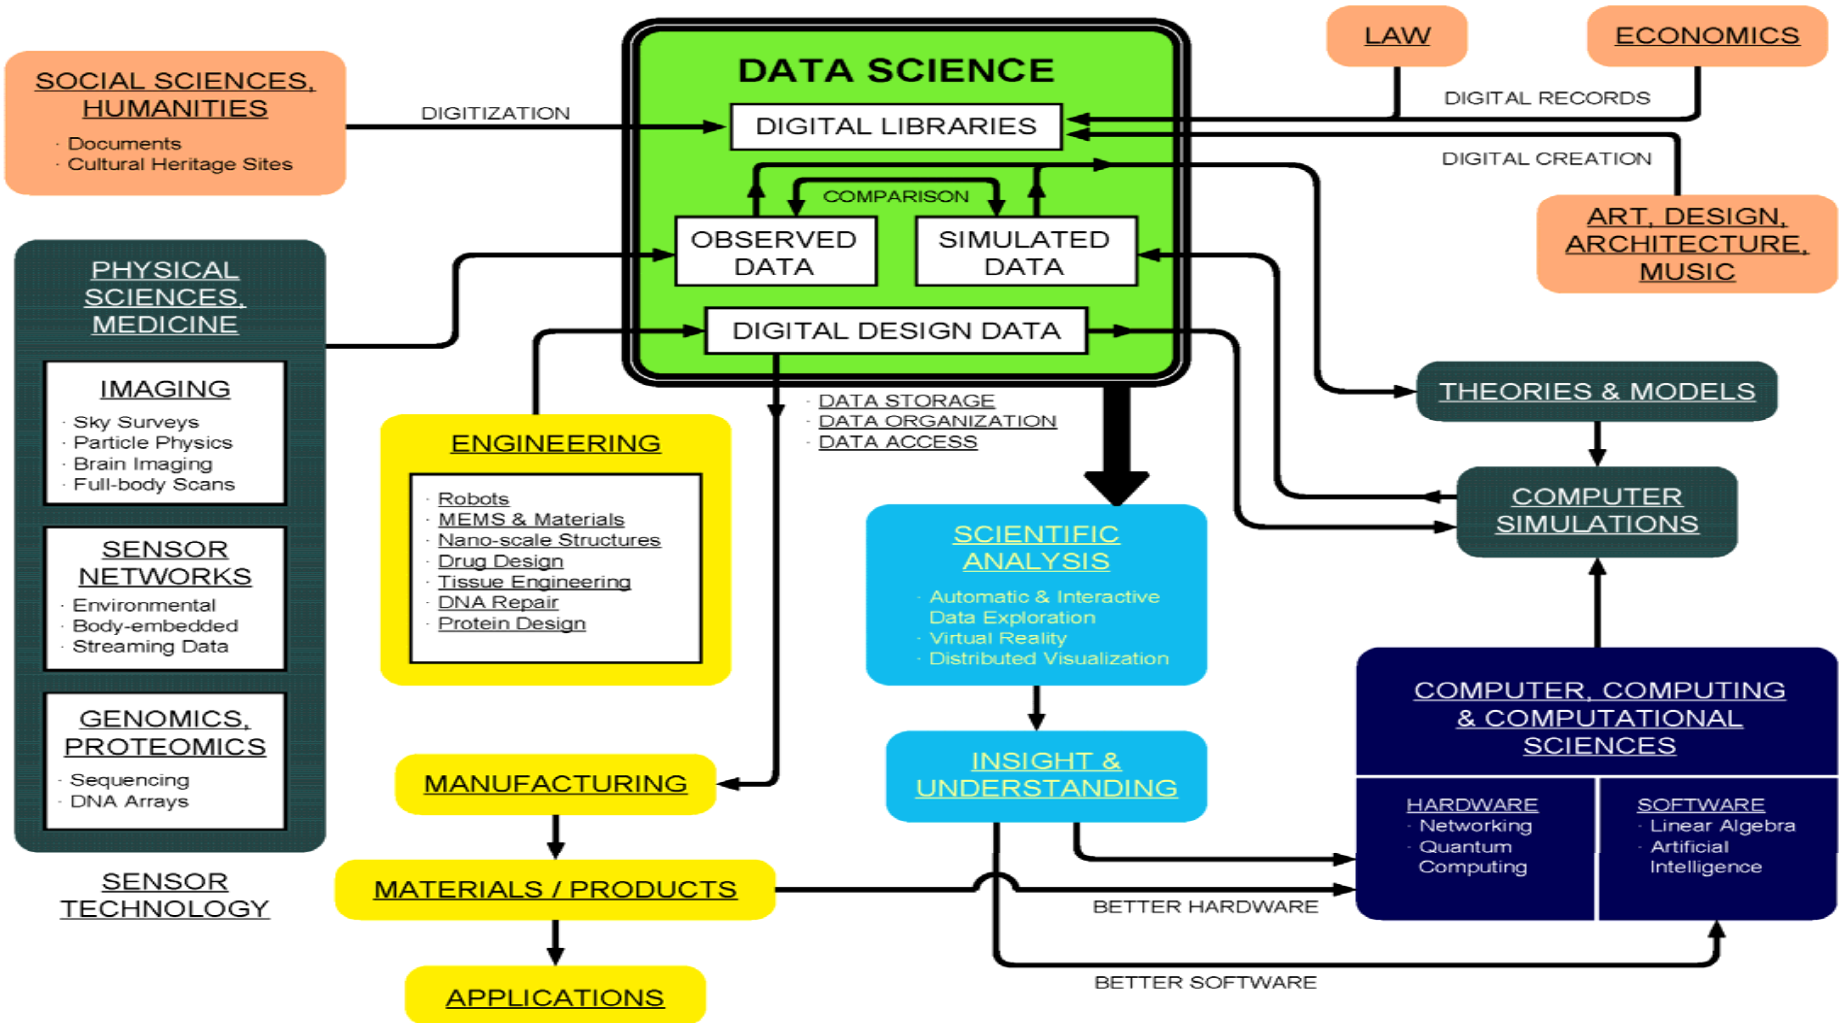 LAW
ECONOMICS
DATA SCIENCE
SOCIAL SCIENCES,
HUMANITIES
· Documents
· Cultural Heritage Sites
DIGITIZATION
DIGITAL LIBRARIES
DIGITAL RECORDS
DIGITAL CREATION
COMPARISON
OBSERVED
DATA
SIMULATED
DATA
ART, DESIGN,
ARCHITECTURE,
MUSIC
DIGITAL DESIGN DATA
PHYSICAL
SCIENCES,
MEDICINE
IMAGING
· Sky Surveys
· Particle Physics
· Brain Imaging
· Full-body Scans
SENSOR
NETWORKS
· Environmental
· Body-embedded
· Streaming Data
GENOMICS,
PROTEOMICS
· Sequencing
· DNA Arrays
SENSOR
TECHNOLOGY
ENGINEERING
· Robots
· MEMS & Materials
· Nano-scale Structures
· Drug Design
· Tissue Engineering
· DNA Repair
· Protein Design
· DATA STORAGE
· DATA ORGANIZATION
· DATA ACCESS
THEORIES & MODELS
COMPUTER
SIMULATIONS
SCIENTIFIC
ANALYSIS
· Automatic & Interactive
Data Exploration
· Virtual Reality
· Distributed Visualization
INSIGHT &
UNDERSTANDING
MANUFACTURING
MATERIALS / PRODUCTS
APPLICATIONS
COMPUTER, COMPUTING
& COMPUTATIONAL
SCIENCES
HARDWARE
· Networking
· Quantum
Computing
SOFTWARE
· Linear Algebra
· Artificial
Intelligence
BETTER HARDWARE
BETTER SOFTWARE